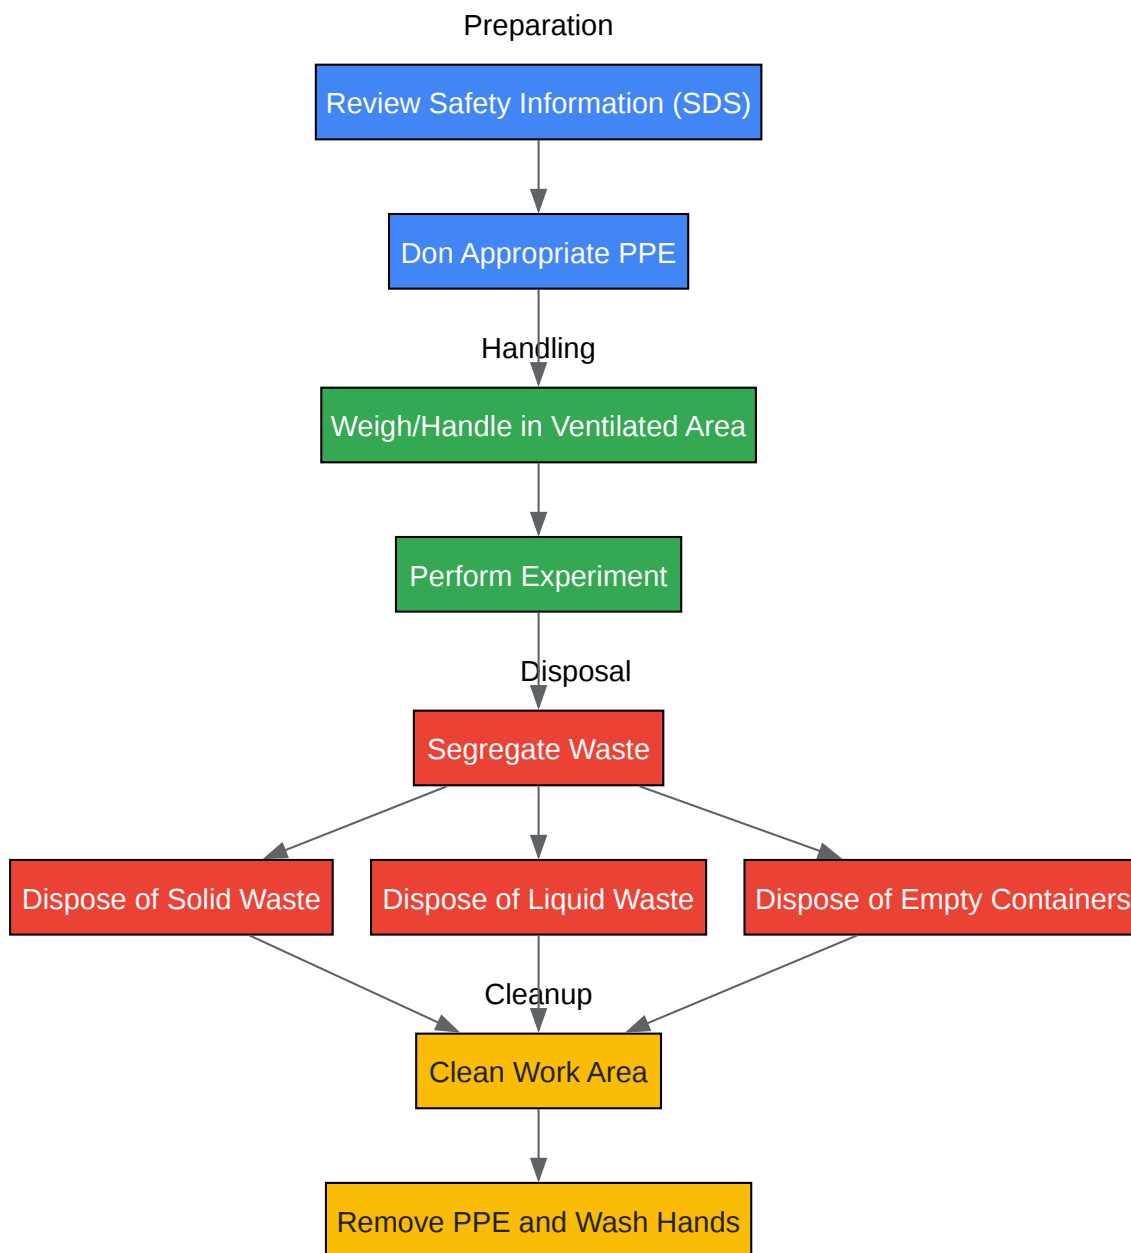 Preparation
Review Safety Information (SDS)
Don Appropriate PPE
Handling
Weigh/Handle in Ventilated Area
Perform Experiment
Disposal
Segregate Waste
Dispose of Solid Waste
Dispose of Liquid Waste
Dispose of Empty Containers
Cleanup
Clean Work Area
Remove PPE and Wash Hands